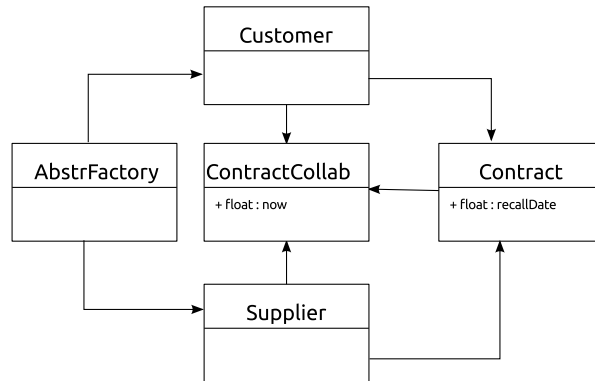 Customer
AbstrFactory
ContractCollab
+ float : now
Contract
+ float : recallDate
Supplier